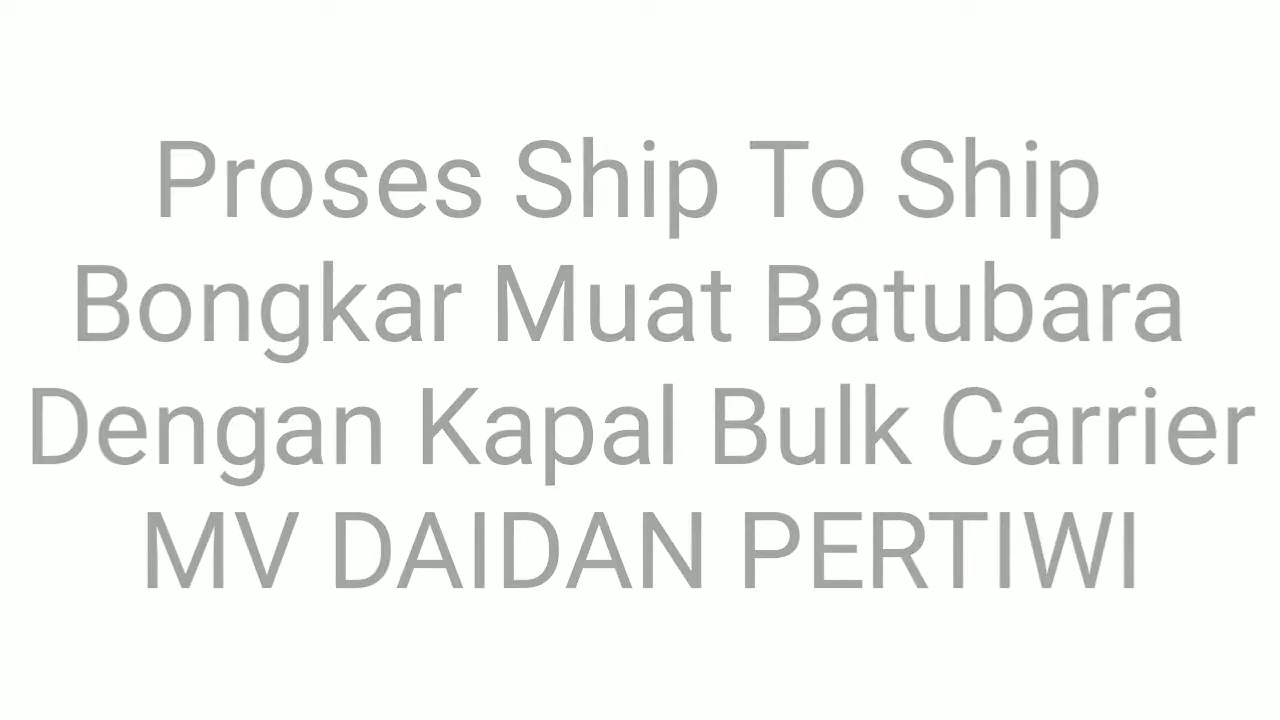 Proses Ship To Ship
Bongkar Muat Batubara
Dengan Kapal Bulk Carrier
MV DAIDAN PERTIWI